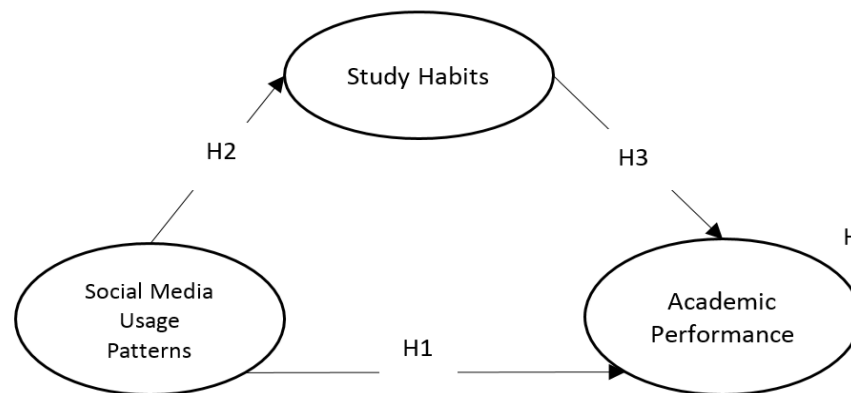 Study Habits
H2
H3
H
Social Media
Usage
Patterns
Academic
Performance
H1